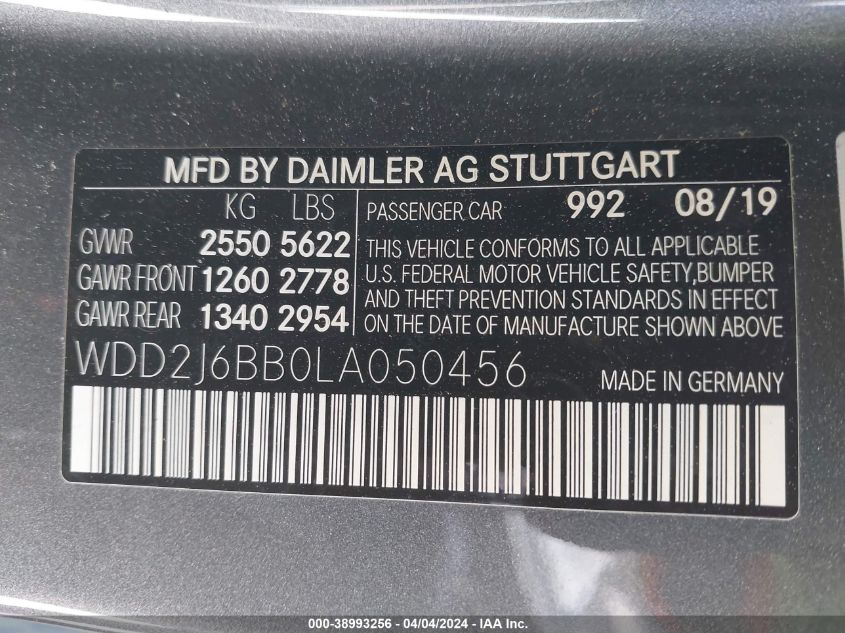 MFD BY DAIMLER AG STUTTGART
KG LBS
GVWR 2550 5622
GAWR FRONT 1260 2778
GAWR REAR 1340 2954
PASSENGER CAR 992 08/19
THIS VEHICLE CONFORMS TO ALL APPLICABLE
U.S. FEDERAL MOTOR VEHICLE SAFETY,BUMPER
AND THEFT PREVENTION STANDARDS IN EFFECT
ON THE DATE OF MANUFACTURE SHOWN ABOVE.
WDD2J6BB0LA050456
MADE IN GERMANY
000-38993256 - 04/04/2024 - IAA Inc.